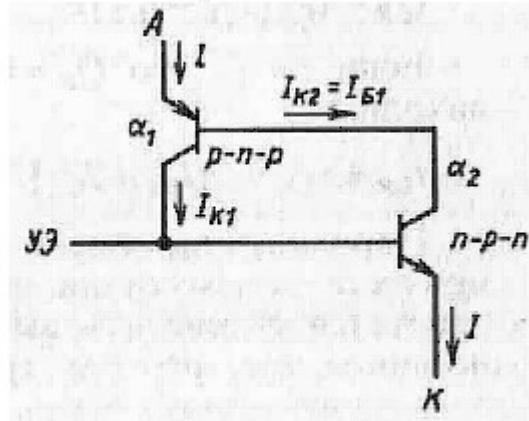 A
I
I_К2 = I_Б1
α₁
p-n-p
α₂
I_К1
УЭ
n-p-n
I
К